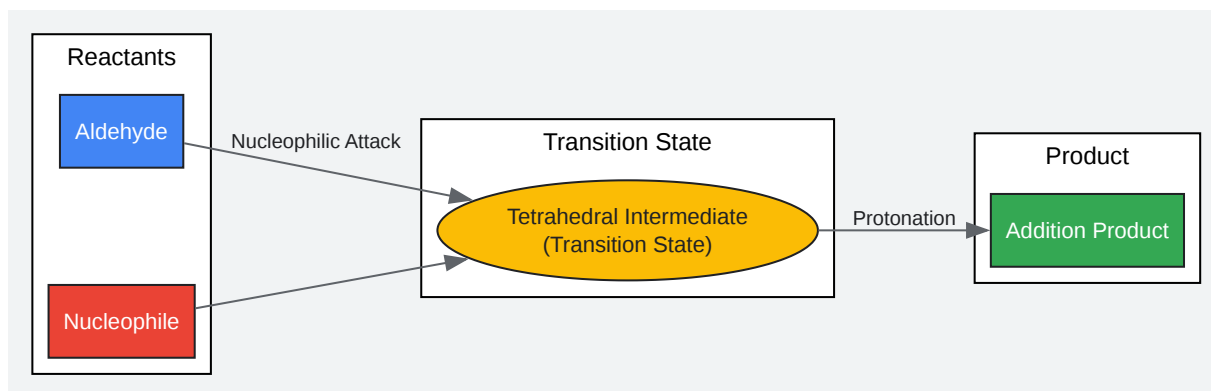 Reactants
Aldehyde
Nucleophile
Nucleophilic Attack
Transition State
Tetrahedral Intermediate
(Transition State)
Protonation
Product
Addition Product